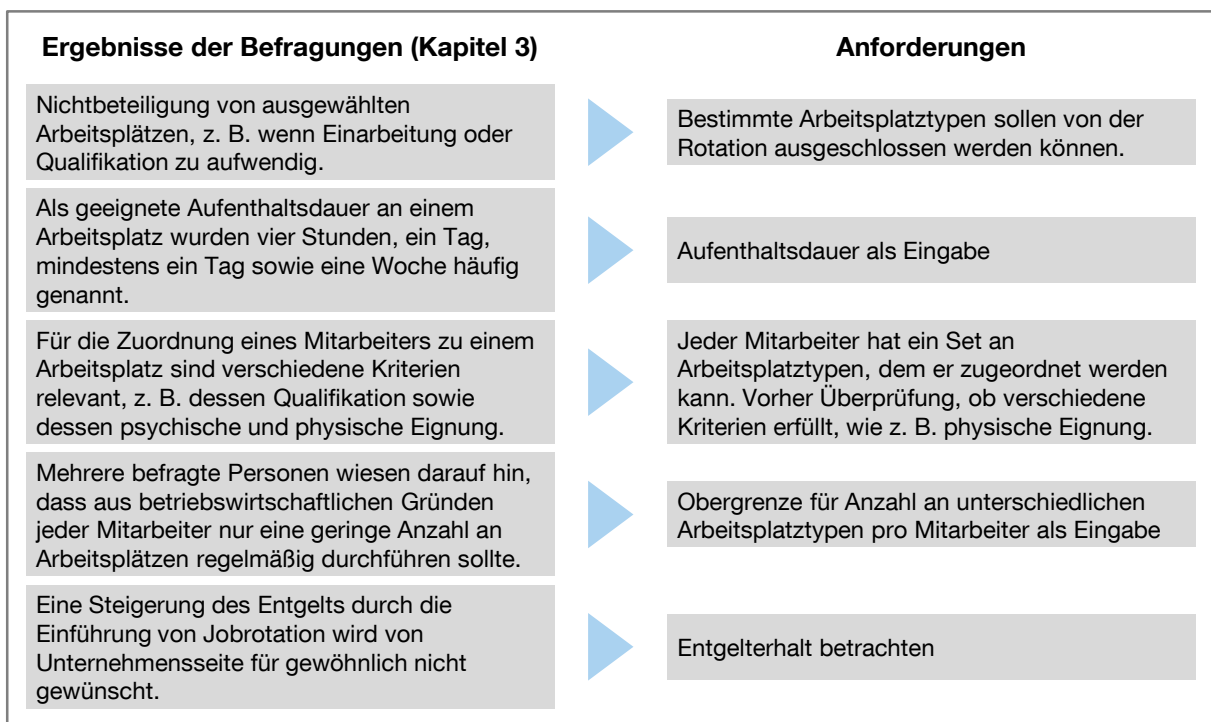 Ergebnisse der Befragungen (Kapitel 3)
Anforderungen
Nichtbeteiligung von ausgewählten
Arbeitsplätzen, z. B. wenn Einarbeitung oder
Qualifikation zu aufwendig.
Bestimmte Arbeitsplatztypen sollen von der
Rotation ausgeschlossen werden können.
Als geeignete Aufenthaltsdauer an einem
Arbeitsplatz wurden vier Stunden, ein Tag,
mindestens ein Tag sowie eine Woche häufig
genannt.
Aufenthaltsdauer als Eingabe
Für die Zuordnung eines Mitarbeiters zu einem
Arbeitsplatz sind verschiedene Kriterien
relevant, z. B. dessen Qualifikation sowie
dessen psychische und physische Eignung.
Jeder Mitarbeiter hat ein Set an
Arbeitsplatztypen, dem er zugeordnet werden
kann. Vorher Überprüfung, ob verschiedene
Kriterien erfüllt, wie z. B. physische Eignung.
Mehrere befragte Personen wiesen darauf hin,
dass aus betriebswirtschaftlichen Gründen
jeder Mitarbeiter nur eine geringe Anzahl an
Arbeitsplätzen regelmäßig durchführen sollte.
Obergrenze für Anzahl an unterschiedlichen
Arbeitsplatztypen pro Mitarbeiter als Eingabe
Eine Steigerung des Entgelts durch die
Einführung von Jobrotation wird von
Unternehmensseite für gewöhnlich nicht
gewünscht.
Entgelterhalt betrachten